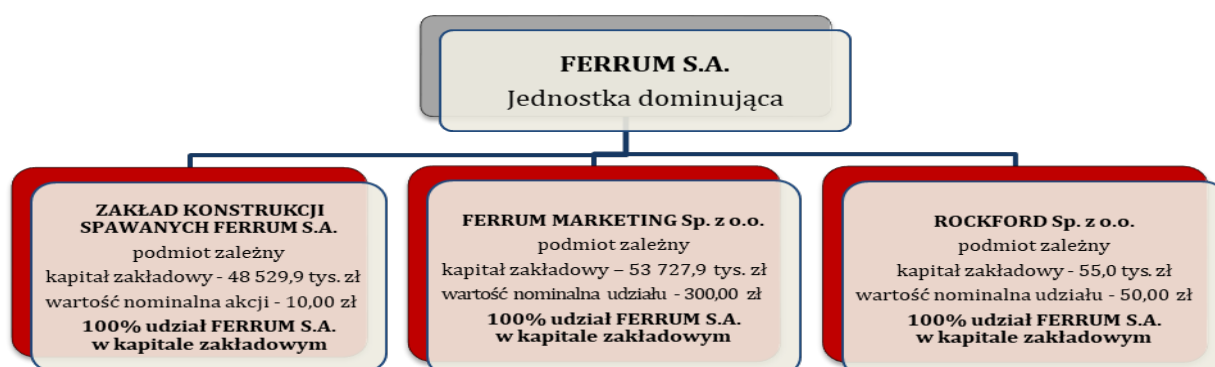 FERRUM S.A.
Jednostka dominująca
ZAKŁAD KONSTRUKCJI
SPAWANYCH FERRUM S.A.
podmiot zależny
kapitał zakładowy - 48 529,9 tys. zł
wartość nominalna akcji - 10,00 zł
100% udział FERRUM S.A.
w kapitale zakładowym
FERRUM MARKETING Sp. z o.o.
podmiot zależny
kapitał zakładowy – 53 727,9 tys. zł
wartość nominalna udziału - 300,00 zł
100% udział FERRUM S.A.
w kapitale zakładowym
ROCKFORD Sp. z o.o.
podmiot zależny
kapitał zakładowy - 55,0 tys. zł
wartość nominalna udziału - 50,00 zł
100% udział FERRUM S.A.
w kapitale zakładowym